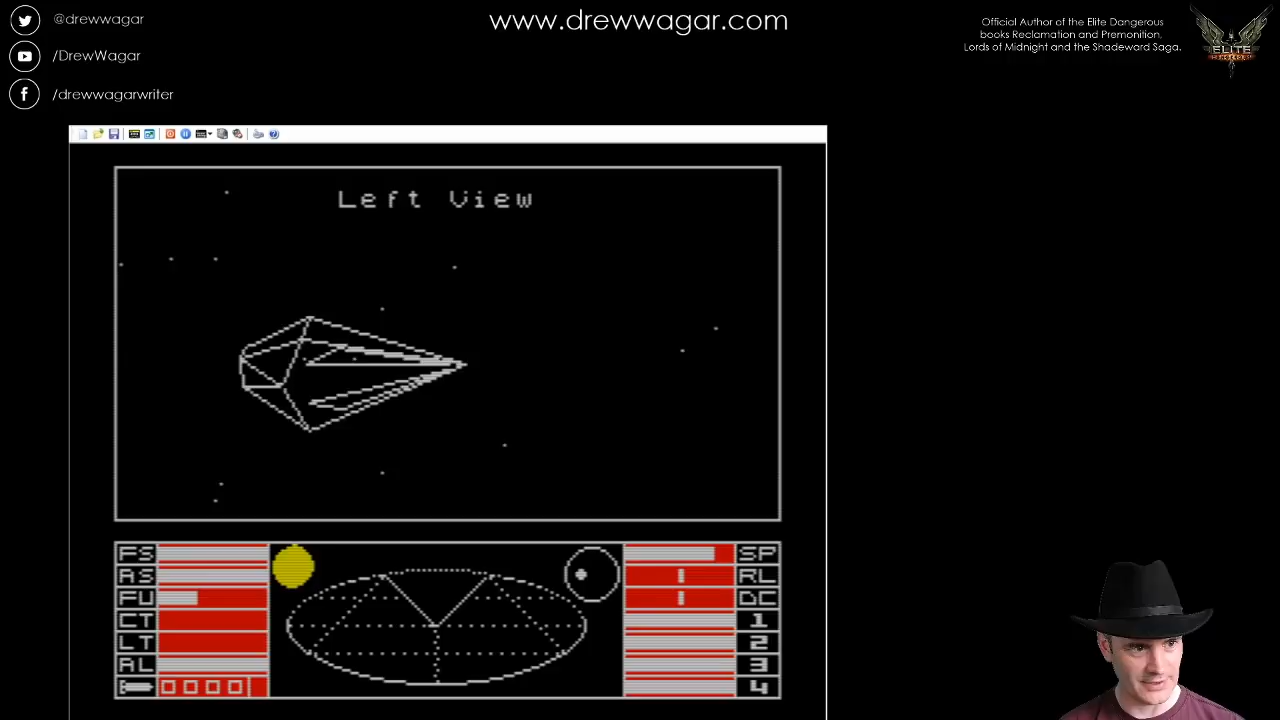 @drewwagar
/DrewWagar
/drewwagarwriter
www.drewwagar.com
Official Author of the Elite Dangerous
books Reclamation and Premonition,
Lords of Midnight and the Shadeward Saga.
ELITE
DANGEROUS
Left View
FS
AS
FU
CT
LT
AL
SP
RL
DC
1
2
3
4